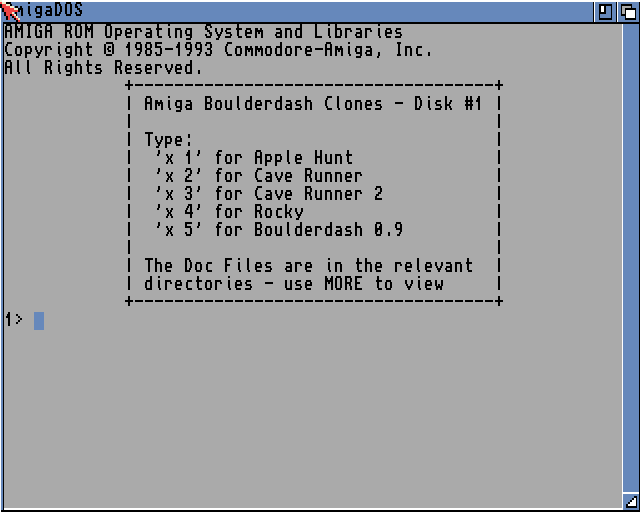 AmigaDOS
AMIGA ROM Operating System and Libraries
Copyright © 1985-1993 Commodore-Amiga, Inc.
All Rights Reserved.
Amiga Boulderdash Clones - Disk #1
Type:
'x 1' for Apple Hunt
'x 2' for Cave Runner
'x 3' for Cave Runner 2
'x 4' for Rocky
'x 5' for Boulderdash 0.9
The Doc Files are in the relevant
directories - use MORE to view
1>